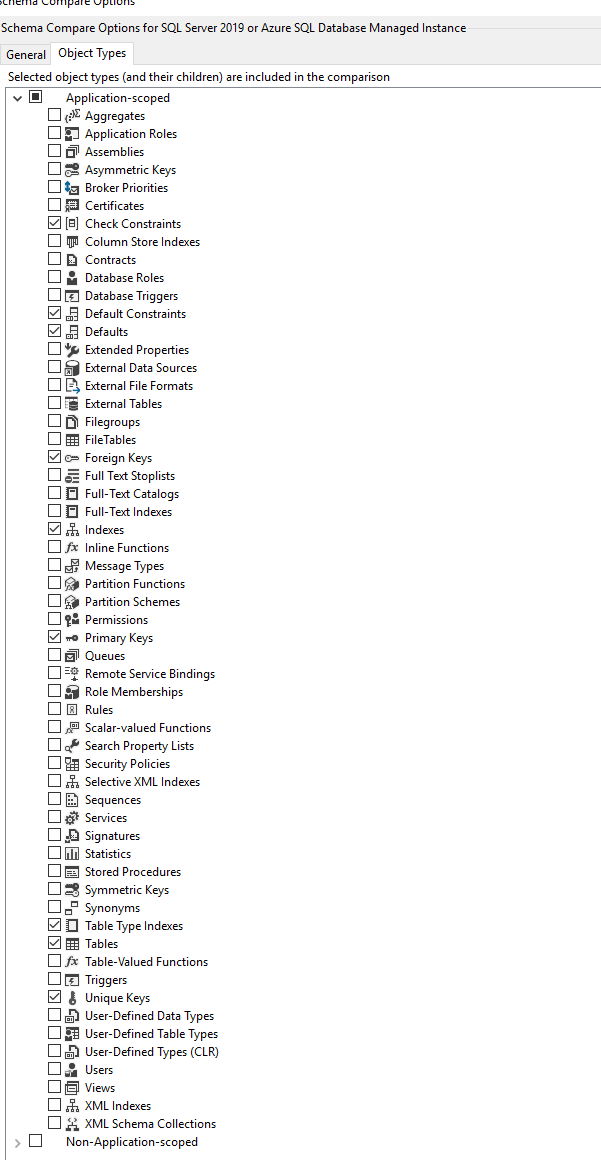 Schema Compare Options
Schema Compare Options for SQL Server 2019 or Azure SQL Database Managed Instance
General Object Types
Selected object types (and their children) are included in the comparison
Application-scoped
Aggregates
Application Roles
Assemblies
Asymmetric Keys
Broker Priorities
Certificates
Check Constraints
Column Store Indexes
Contracts
Database Roles
Database Triggers
Default Constraints
Defaults
Extended Properties
External Data Sources
External File Formats
External Tables
Filegroups
FileTables
Foreign Keys
Full Text Stoplists
Full-Text Catalogs
Full-Text Indexes
Indexes
Inline Functions
Message Types
Partition Functions
Partition Schemes
Permissions
Primary Keys
Queues
Remote Service Bindings
Role Memberships
Rules
Scalar-valued Functions
Search Property Lists
Security Policies
Selective XML Indexes
Sequences
Services
Signatures
Statistics
Stored Procedures
Symmetric Keys
Synonyms
Table Type Indexes
Tables
Table-Valued Functions
Triggers
Unique Keys
User-Defined Data Types
User-Defined Table Types
User-Defined Types (CLR)
Users
Views
XML Indexes
XML Schema Collections
Non-Application-scoped